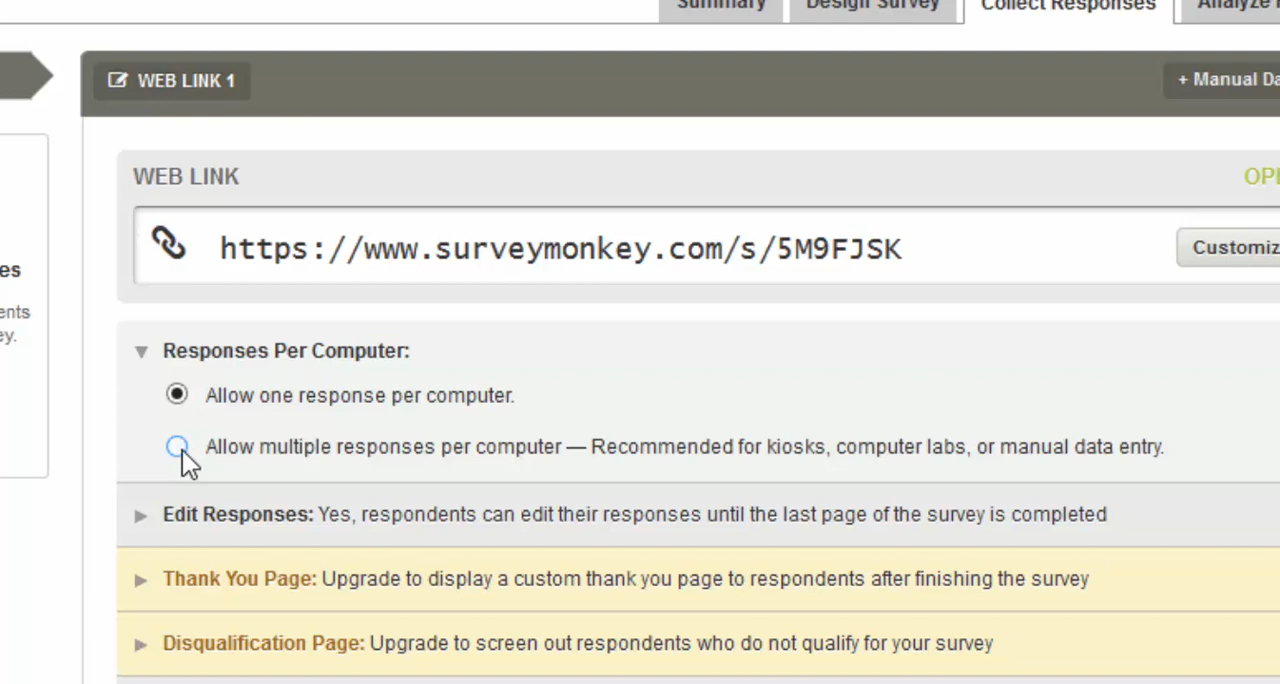 Summary Design Survey Collect Responses Analyze
WEB LINK 1 + Manual
WEB LINK
https://www.surveymonkey.com/s/5M9FJSK
es
ents
ey.
Responses Per Computer:
Allow one response per computer.
Allow multiple responses per computer — Recommended for kiosks, computer labs, or manual data entry.
Edit Responses: Yes, respondents can edit their responses until the last page of the survey is completed
Thank You Page: Upgrade to display a custom thank you page to respondents after finishing the survey
Disqualification Page: Upgrade to screen out respondents who do not qualify for your survey